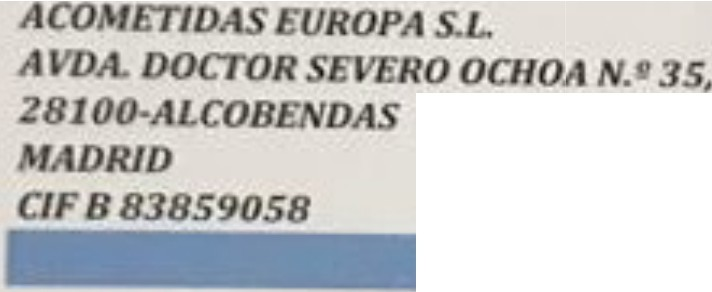 ACOMETIDAS EUROPA S.L.
AVDA. DOCTOR SEVERO OCHOA N.º 35,
28100-ALCOBENDAS
MADRID
CIF B 83859058